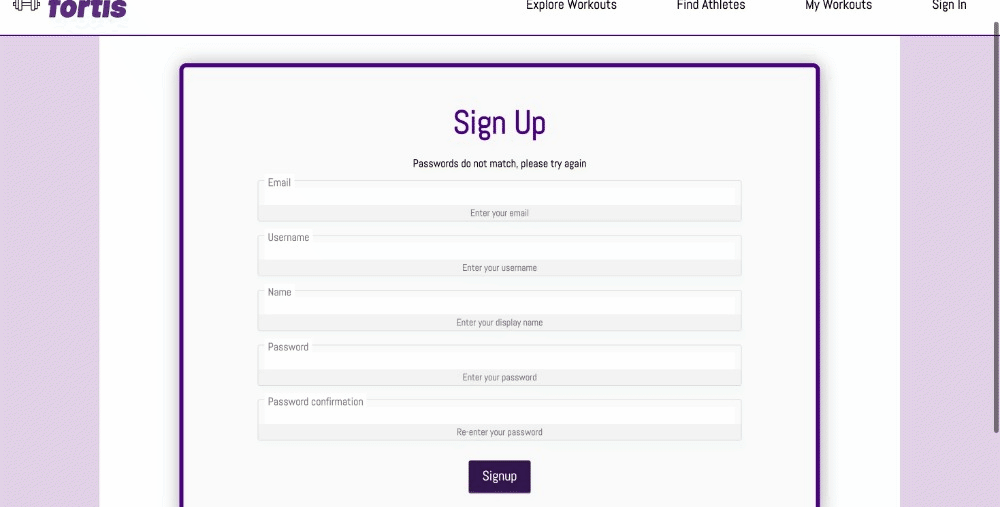 fortis
Explore Workouts Find Athletes My Workouts Sign In
Sign Up
Passwords do not match, please try again
Email
Enter your email
Username
Enter your username
Name
Enter your display name
Password
Enter your password
Password confirmation
Re-enter your password
Signup